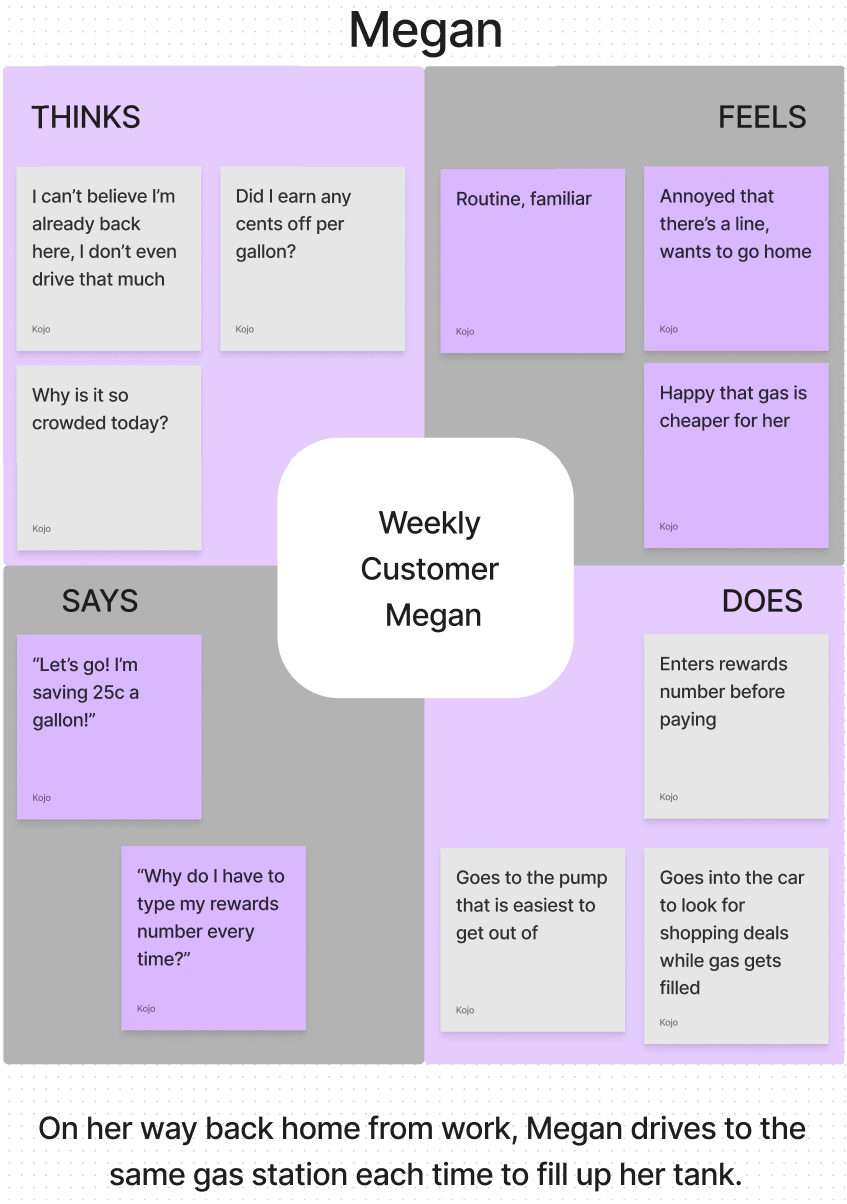 Megan
THINKS
I can’t believe I’m
already back
here, I don’t even
drive that much
Kojo
Did I earn any
cents off per
gallon?
Kojo
Why is it so
crowded today?
Kojo
FEELS
Routine, familiar
Kojo
Annoyed that
there’s a line,
wants to go home
Kojo
Happy that gas is
cheaper for her
Kojo
Weekly
Customer
Megan
SAYS
“Let’s go! I’m
saving 25c a
gallon!”
Kojo
“Why do I have to
type my rewards
number every
time?”
Kojo
DOES
Enters rewards
number before
paying
Kojo
Goes to the pump
that is easiest to
get out of
Kojo
Goes into the car
to look for
shopping deals
while gas gets
filled
Kojo
On her way back home from work, Megan drives to the
same gas station each time to fill up her tank.